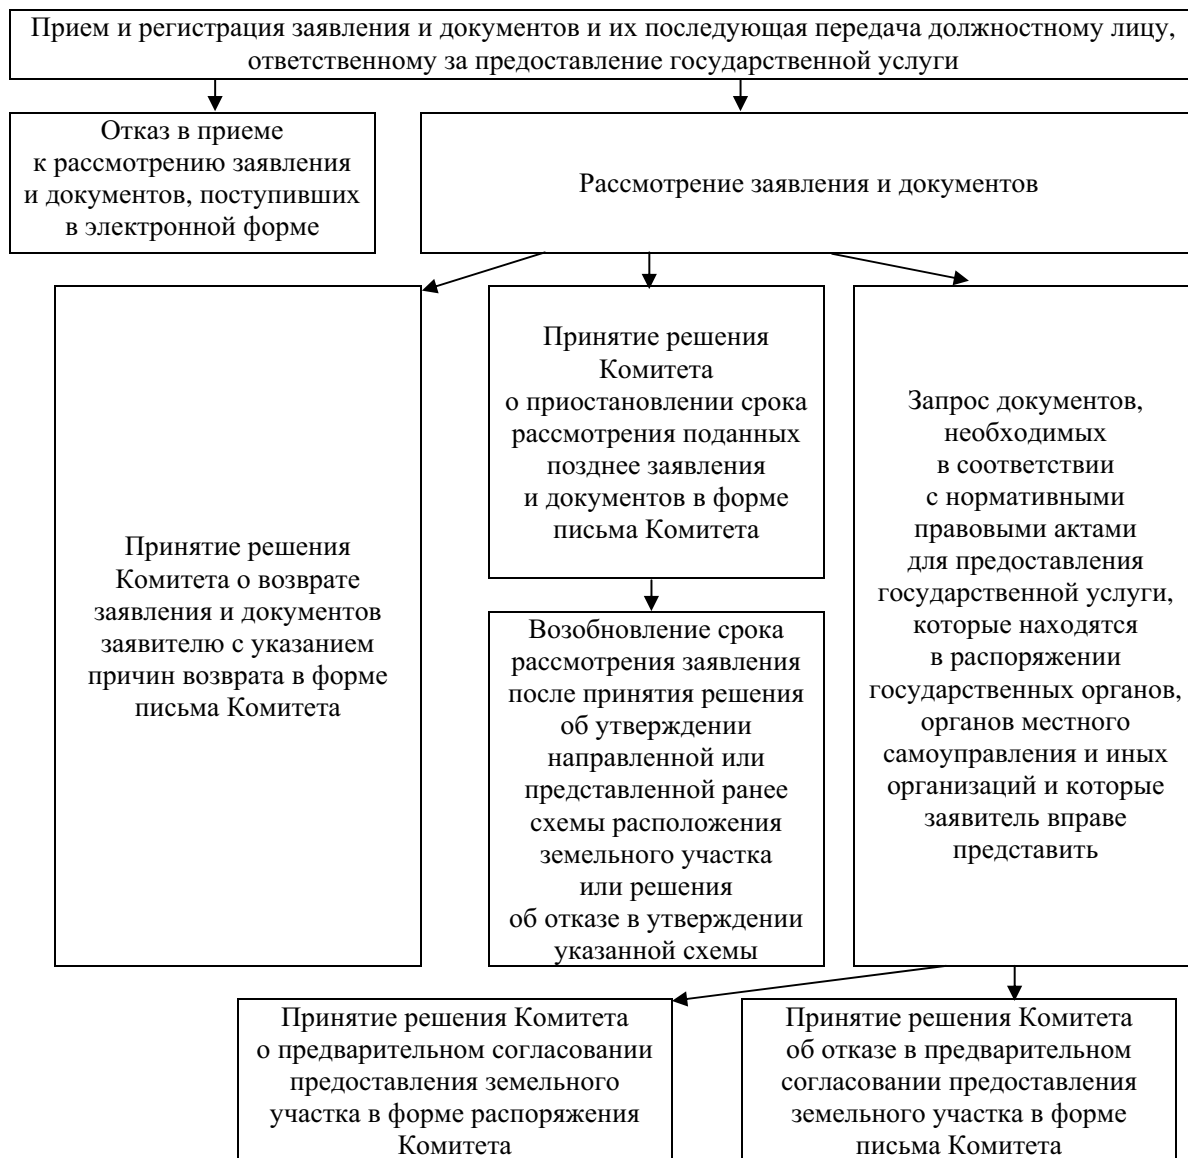 Прием и регистрация заявления и документов и их последующая передача должностному лицу,
ответственному за предоставление государственной услуги
Отказ в приеме
к рассмотрению заявления
и документов, поступивших
в электронной форме
Рассмотрение заявления и документов
Принятие решения
Комитета о возврате
заявления и документов
заявителю с указанием
причин возврата в форме
письма Комитета
Принятие решения
Комитета
о приостановлении срока
рассмотрения поданных
позднее заявления
и документов в форме
письма Комитета
Возобновление срока
рассмотрения заявления
после принятия решения
об утверждении
направленной или
представленной ранее
схемы расположения
земельного участка
или решения
об отказе в утверждении
указанной схемы
Запрос документов,
необходимых
в соответствии
с нормативными
правовыми актами
для предоставления
государственной услуги,
которые находятся
в распоряжении
государственных органов,
органов местного
самоуправления и иных
организаций и которые
заявитель вправе
представить
Принятие решения Комитета
о предварительном согласовании
предоставления земельного
участка в форме распоряжения
Комитета
Принятие решения Комитета
об отказе в предварительном
согласовании предоставления
земельного участка в форме
письма Комитета